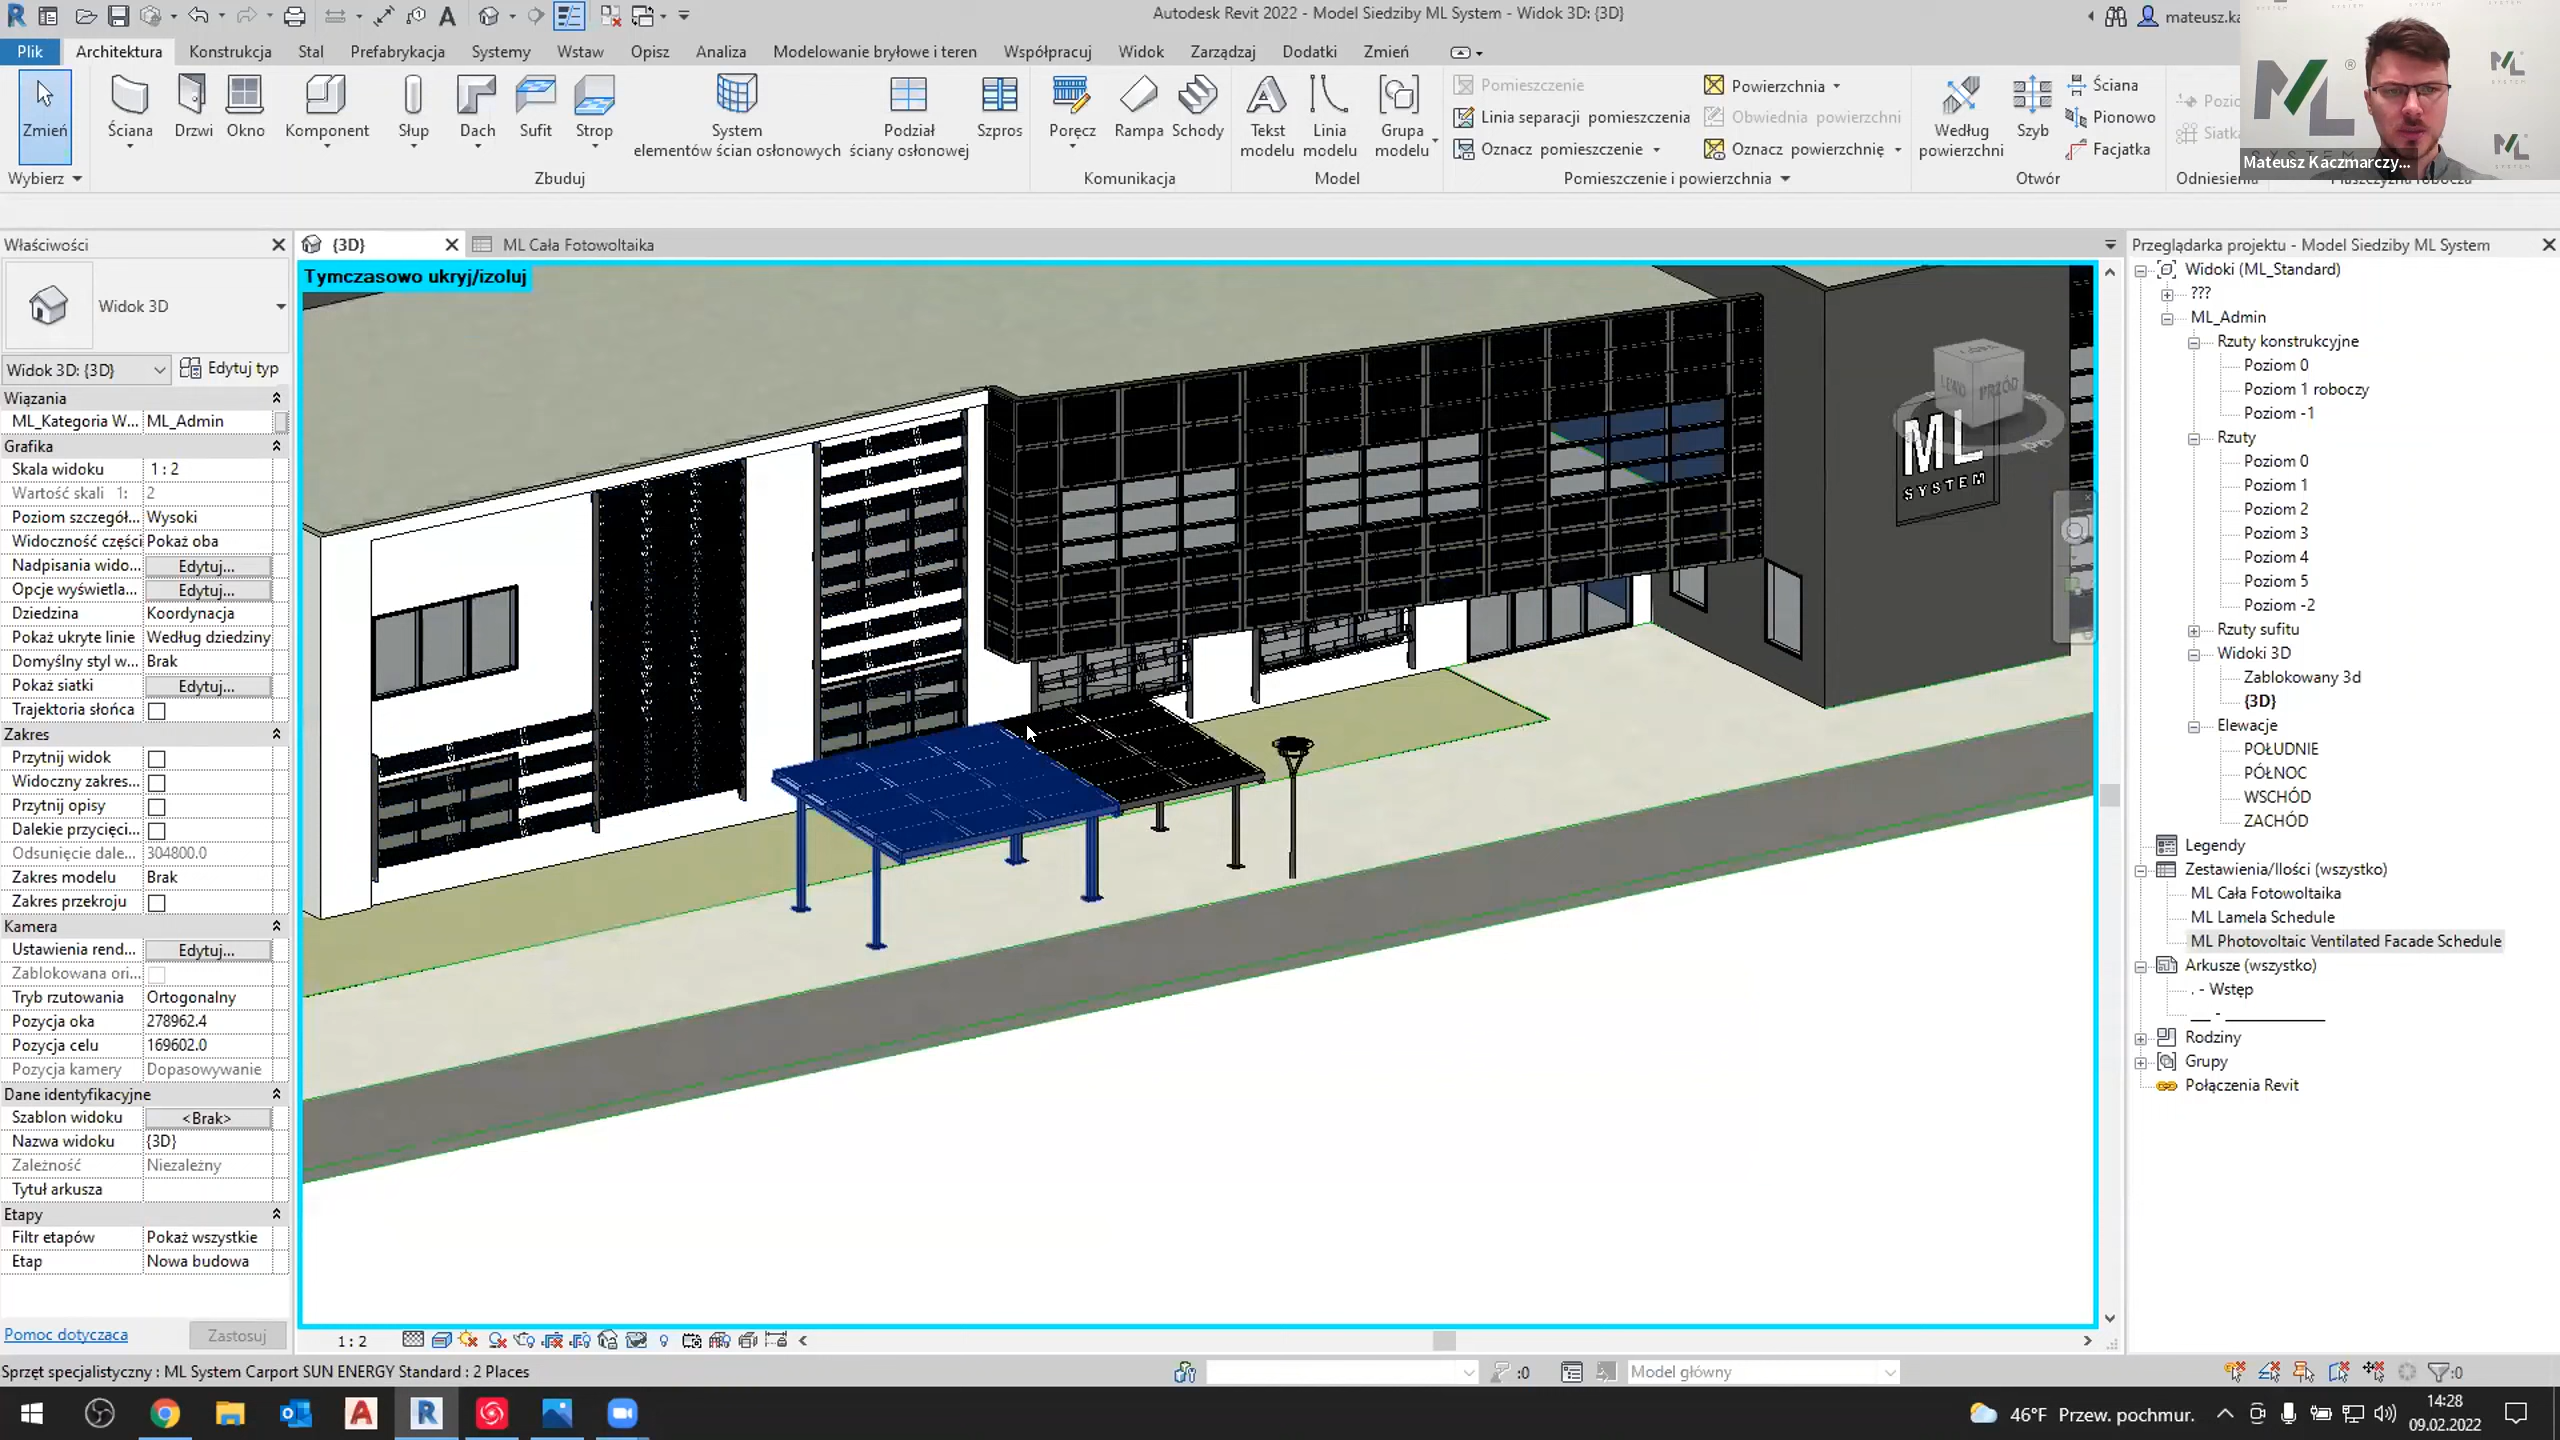 Autodesk Revit 2022 - Model Siedziby ML System - Widok 3D: {3D}
mateusz.ka
Plik Architektura Konstrukcja Stal Prefabrykacja Systemy Wstaw Opisz Analiza Modelowanie bryłowe i teren Współpracuj Widok Zarządzaj Dodatki Zmień
Zmień
Ściana
Drzwi
Okno
Komponent
Słup
Dach
Sufit
Strop
System
elementów ścian osłonowych
Podział
ściany osłonowej
Szpros
Poręcz
Rampa
Schody
Tekst
modelu
Linia
modelu
Grupa
modelu
Pomieszczenie
Linia separacji pomieszczenia
Oznacz pomieszczenie
Powierzchnia
Obwiednia powierzchni
Oznacz powierzchnię
Według
powierzchni
Szyb
Ściana
Pionowo
Facjatka
Pozio
Siatka
Wybierz
Zbuduj
Komunikacja
Model
Pomieszczenie i powierzchnia
Otwór
Odniesienia
Płaszczyzna robocza
ML
SYSTEM
Mateusz Kaczmarczy...
Właściwości
Widok 3D
Widok 3D: {3D}
Edytuj typ
Wiązania
ML_Kategoria W... ML_Admin
Grafika
Skala widoku 1 : 2
Wartość skali 1: 2
Poziom szczegół... Wysoki
Widoczność części Pokaż oba
Nadpisania wido... Edytuj...
Opcje wyświetla... Edytuj...
Dziedzina Koordynacja
Pokaż ukryte linie Według dziedziny
Domyślny styl w... Brak
Pokaż siatki Edytuj...
Trajektoria słońca
Zakres
Przytnij widok
Widoczny zakres...
Przytnij opisy
Dalekie przycięci...
Odsunięcie dale... 304800.0
Zakres modelu Brak
Zakres przekroju
Kamera
Ustawienia rend... Edytuj...
Zablokowana ori...
Tryb rzutowania Ortogonalny
Pozycja oka 278962.4
Pozycja celu 169602.0
Pozycja kamery Dopasowywanie
Dane identyfikacyjne
Szablon widoku <Brak>
Nazwa widoku {3D}
Zależność Niezależny
Tytuł arkusza
Etapy
Filtr etapów Pokaż wszystkie
Etap Nowa budowa
Pomoc dotycząca
Zastosuj
{3D}
ML Cała Fotowoltaika
Tymczasowo ukryj/izoluj
PRZÓD
ML
SYSTEM
1 : 2
Przeglądarka projektu - Model Siedziby ML System
Widoki (ML_Standard)
???
ML_Admin
Rzuty konstrukcyjne
Poziom 0
Poziom 1 roboczy
Poziom -1
Rzuty
Poziom 0
Poziom 1
Poziom 2
Poziom 3
Poziom 4
Poziom 5
Poziom -2
Rzuty sufitu
Widoki 3D
Zablokowany 3d
{3D}
Elewacje
POŁUDNIE
PÓŁNOC
WSCHÓD
ZACHÓD
Legendy
Zestawienia/Ilości (wszystko)
ML Cała Fotowoltaika
ML Lamela Schedule
ML Photovoltaic Ventilated Facade Schedule
Arkusze (wszystko)
. - Wstęp
__ - ____________
Rodziny
Grupy
Połączenia Revit
Sprzęt specjalistyczny : ML System Carport SUN ENERGY Standard : 2 Places
:0
Model główny
:0
46°F Przew. pochmur.
14:28
09.02.2022